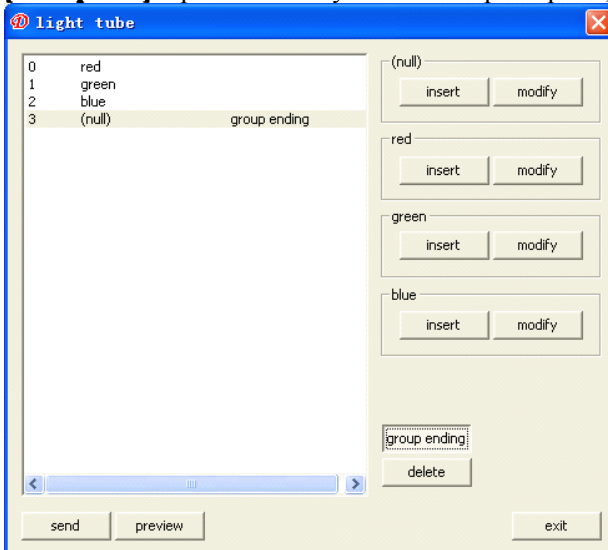 light tube
0 red
1 green
2 blue
3 (null) group ending
(null)
insert modify
red
insert modify
green
insert modify
blue
insert modify
group ending
delete
send preview exit